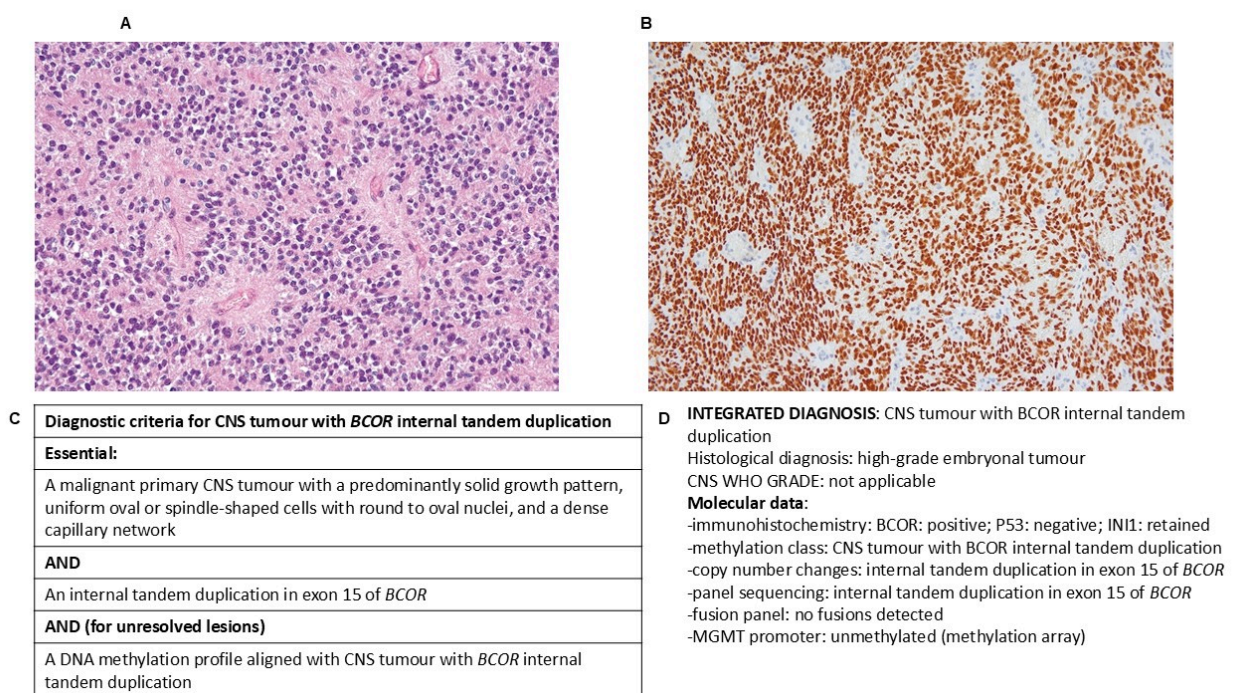 A
B
C
Diagnostic criteria for CNS tumour with BCOR internal tandem duplication
Essential:
A malignant primary CNS tumour with a predominantly solid growth pattern,
uniform oval or spindle-shaped cells with round to oval nuclei, and a dense
capillary network
AND
An internal tandem duplication in exon 15 of BCOR
AND (for unresolved lesions)
A DNA methylation profile aligned with CNS tumour with BCOR internal
tandem duplication
D
INTEGRATED DIAGNOSIS: CNS tumour with BCOR internal tandem
duplication
Histological diagnosis: high-grade embryonal tumour
CNS WHO GRADE: not applicable
Molecular data:
-immunohistochemistry: BCOR: positive; P53: negative; INI1: retained
-methylation class: CNS tumour with BCOR internal tandem duplication
-copy number changes: internal tandem duplication in exon 15 of BCOR
-panel sequencing: internal tandem duplication in exon 15 of BCOR
-fusion panel: no fusions detected
-MGMT promoter: unmethylated (methylation array)